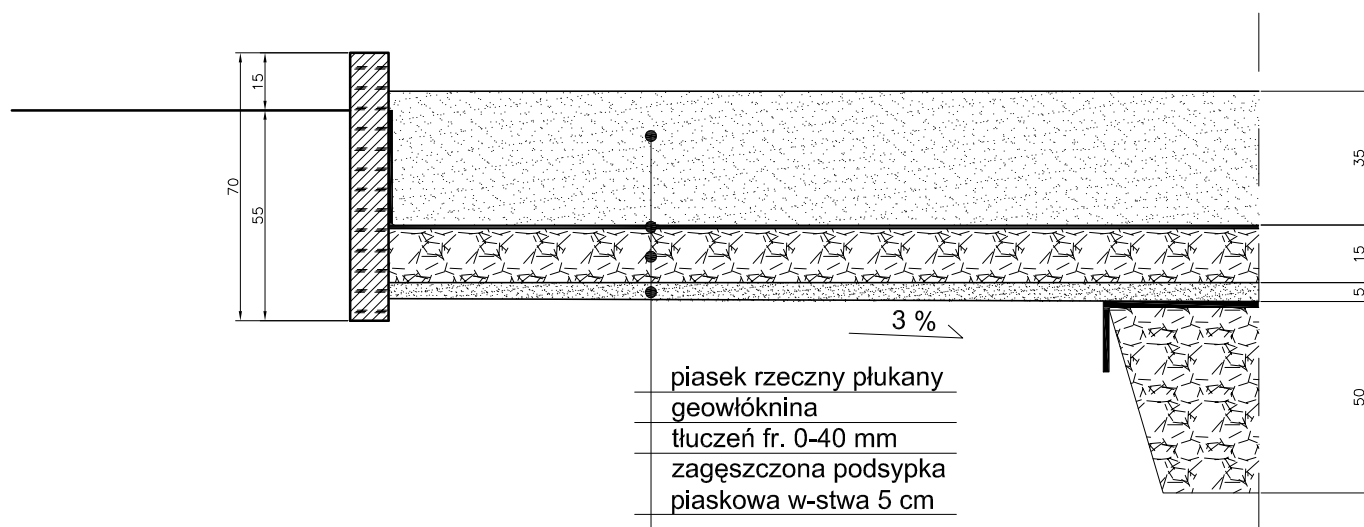 15
70
55
35
15
5
50
3 %
piasek rzeczny płukany
geowłóknina
tłuczeń fr. 0-40 mm
zagęszczona podsypka
piaskowa w-stwa 5 cm